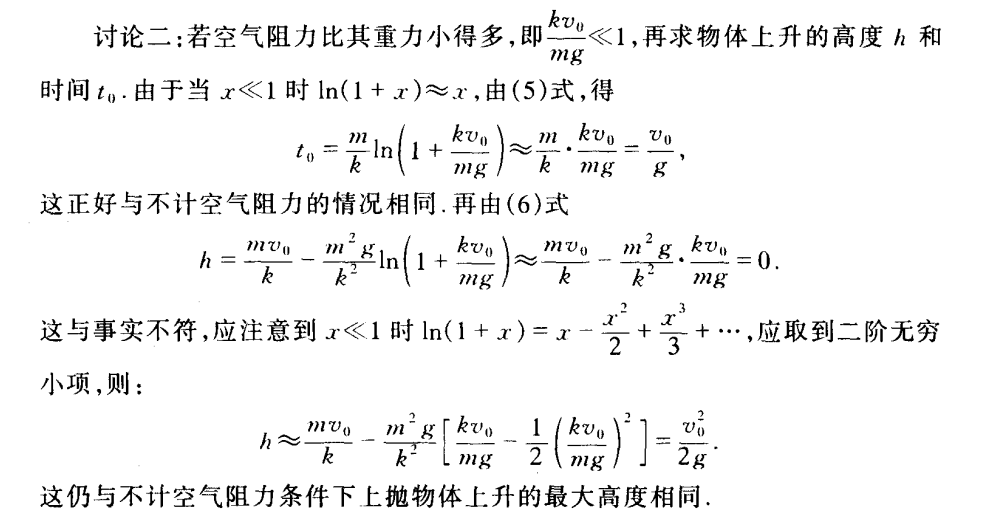 讨论二:若空气阻力比其重力小得多,即$\frac{kv_0}{mg}$≪1,再求物体上升的高度 h 和
时间 $t_0$.由于当 x≪1 时 ln(1 + x)≈x,由(5)式,得
$t_0 = \frac{m}{k}\ln\left(1 + \frac{kv_0}{mg}\right) \approx \frac{m}{k} \cdot \frac{kv_0}{mg} = \frac{v_0}{g}$,
这正好与不计空气阻力的情况相同.再由(6)式
$h = \frac{mv_0}{k} - \frac{m^2g}{k^2}\ln\left(1 + \frac{kv_0}{mg}\right) \approx \frac{mv_0}{k} - \frac{m^2g}{k^2} \cdot \frac{kv_0}{mg} = 0$.
这与事实不符,应注意到 x≪1 时 ln(1 + x) = $x - \frac{x^2}{2} + \frac{x^3}{3} + \cdots$,应取到二阶无穷
小项,则:
$h \approx \frac{mv_0}{k} - \frac{m^2g}{k^2}\left[\frac{kv_0}{mg} - \frac{1}{2}\left(\frac{kv_0}{mg}\right)^2\right] = \frac{v_0^2}{2g}$.
这仍与不计空气阻力条件下上抛物体上升的最大高度相同.